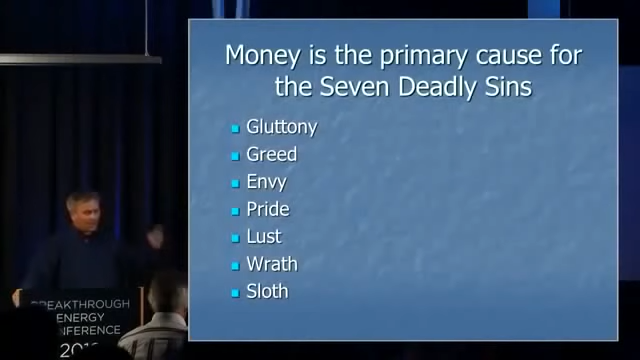 Money is the primary cause for
the Seven Deadly Sins
Gluttony
Greed
Envy
Pride
Lust
Wrath
Sloth
BREAKTHROUGH
ENERGY